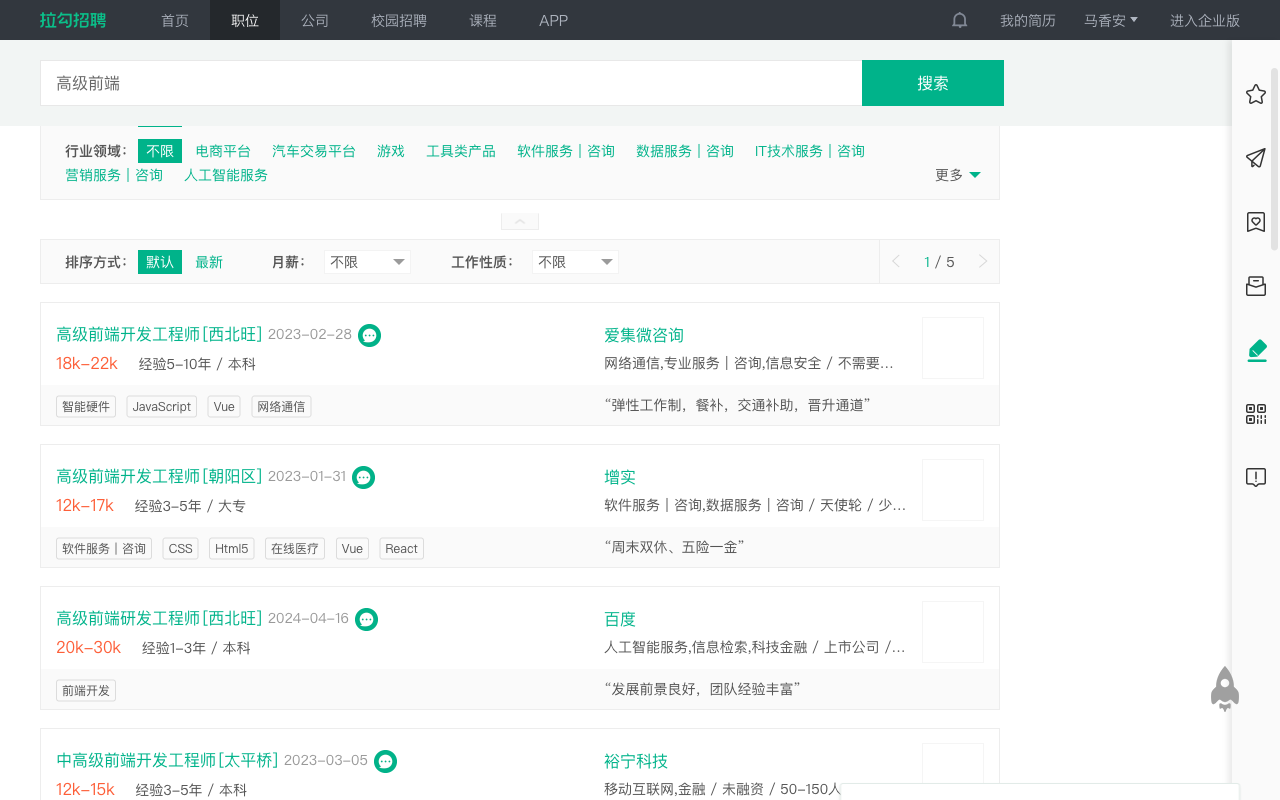 拉勾招聘 首页 职位 公司 校园招聘 课程 APP 我的简历 马香安 进入企业版
高级前端 搜索
行业领域： 不限 电商平台 汽车交易平台 游戏 工具类产品 软件服务｜咨询 数据服务｜咨询 IT技术服务｜咨询
营销服务｜咨询 人工智能服务 更多
排序方式： 默认 最新 月薪： 不限 工作性质： 不限 1 / 5
高级前端开发工程师[西北旺] 2023-02-28 爱集微咨询
18k-22k 经验5-10年 / 本科 网络通信,专业服务｜咨询,信息安全 / 不需要...
智能硬件 JavaScript Vue 网络通信 “弹性工作制，餐补，交通补助，晋升通道”
高级前端开发工程师[朝阳区] 2023-01-31 增实
12k-17k 经验3-5年 / 大专 软件服务｜咨询,数据服务｜咨询 / 天使轮 / 少...
软件服务｜咨询 CSS Html5 在线医疗 Vue React “周末双休、五险一金”
高级前端研发工程师[西北旺] 2024-04-16 百度
20k-30k 经验1-3年 / 本科 人工智能服务,信息检索,科技金融 / 上市公司 /...
前端开发 “发展前景良好，团队经验丰富”
中高级前端开发工程师[太平桥] 2023-03-05 裕宁科技
12k-15k 经验3-5年 / 本科 移动互联网,金融 / 未融资 / 50-150人